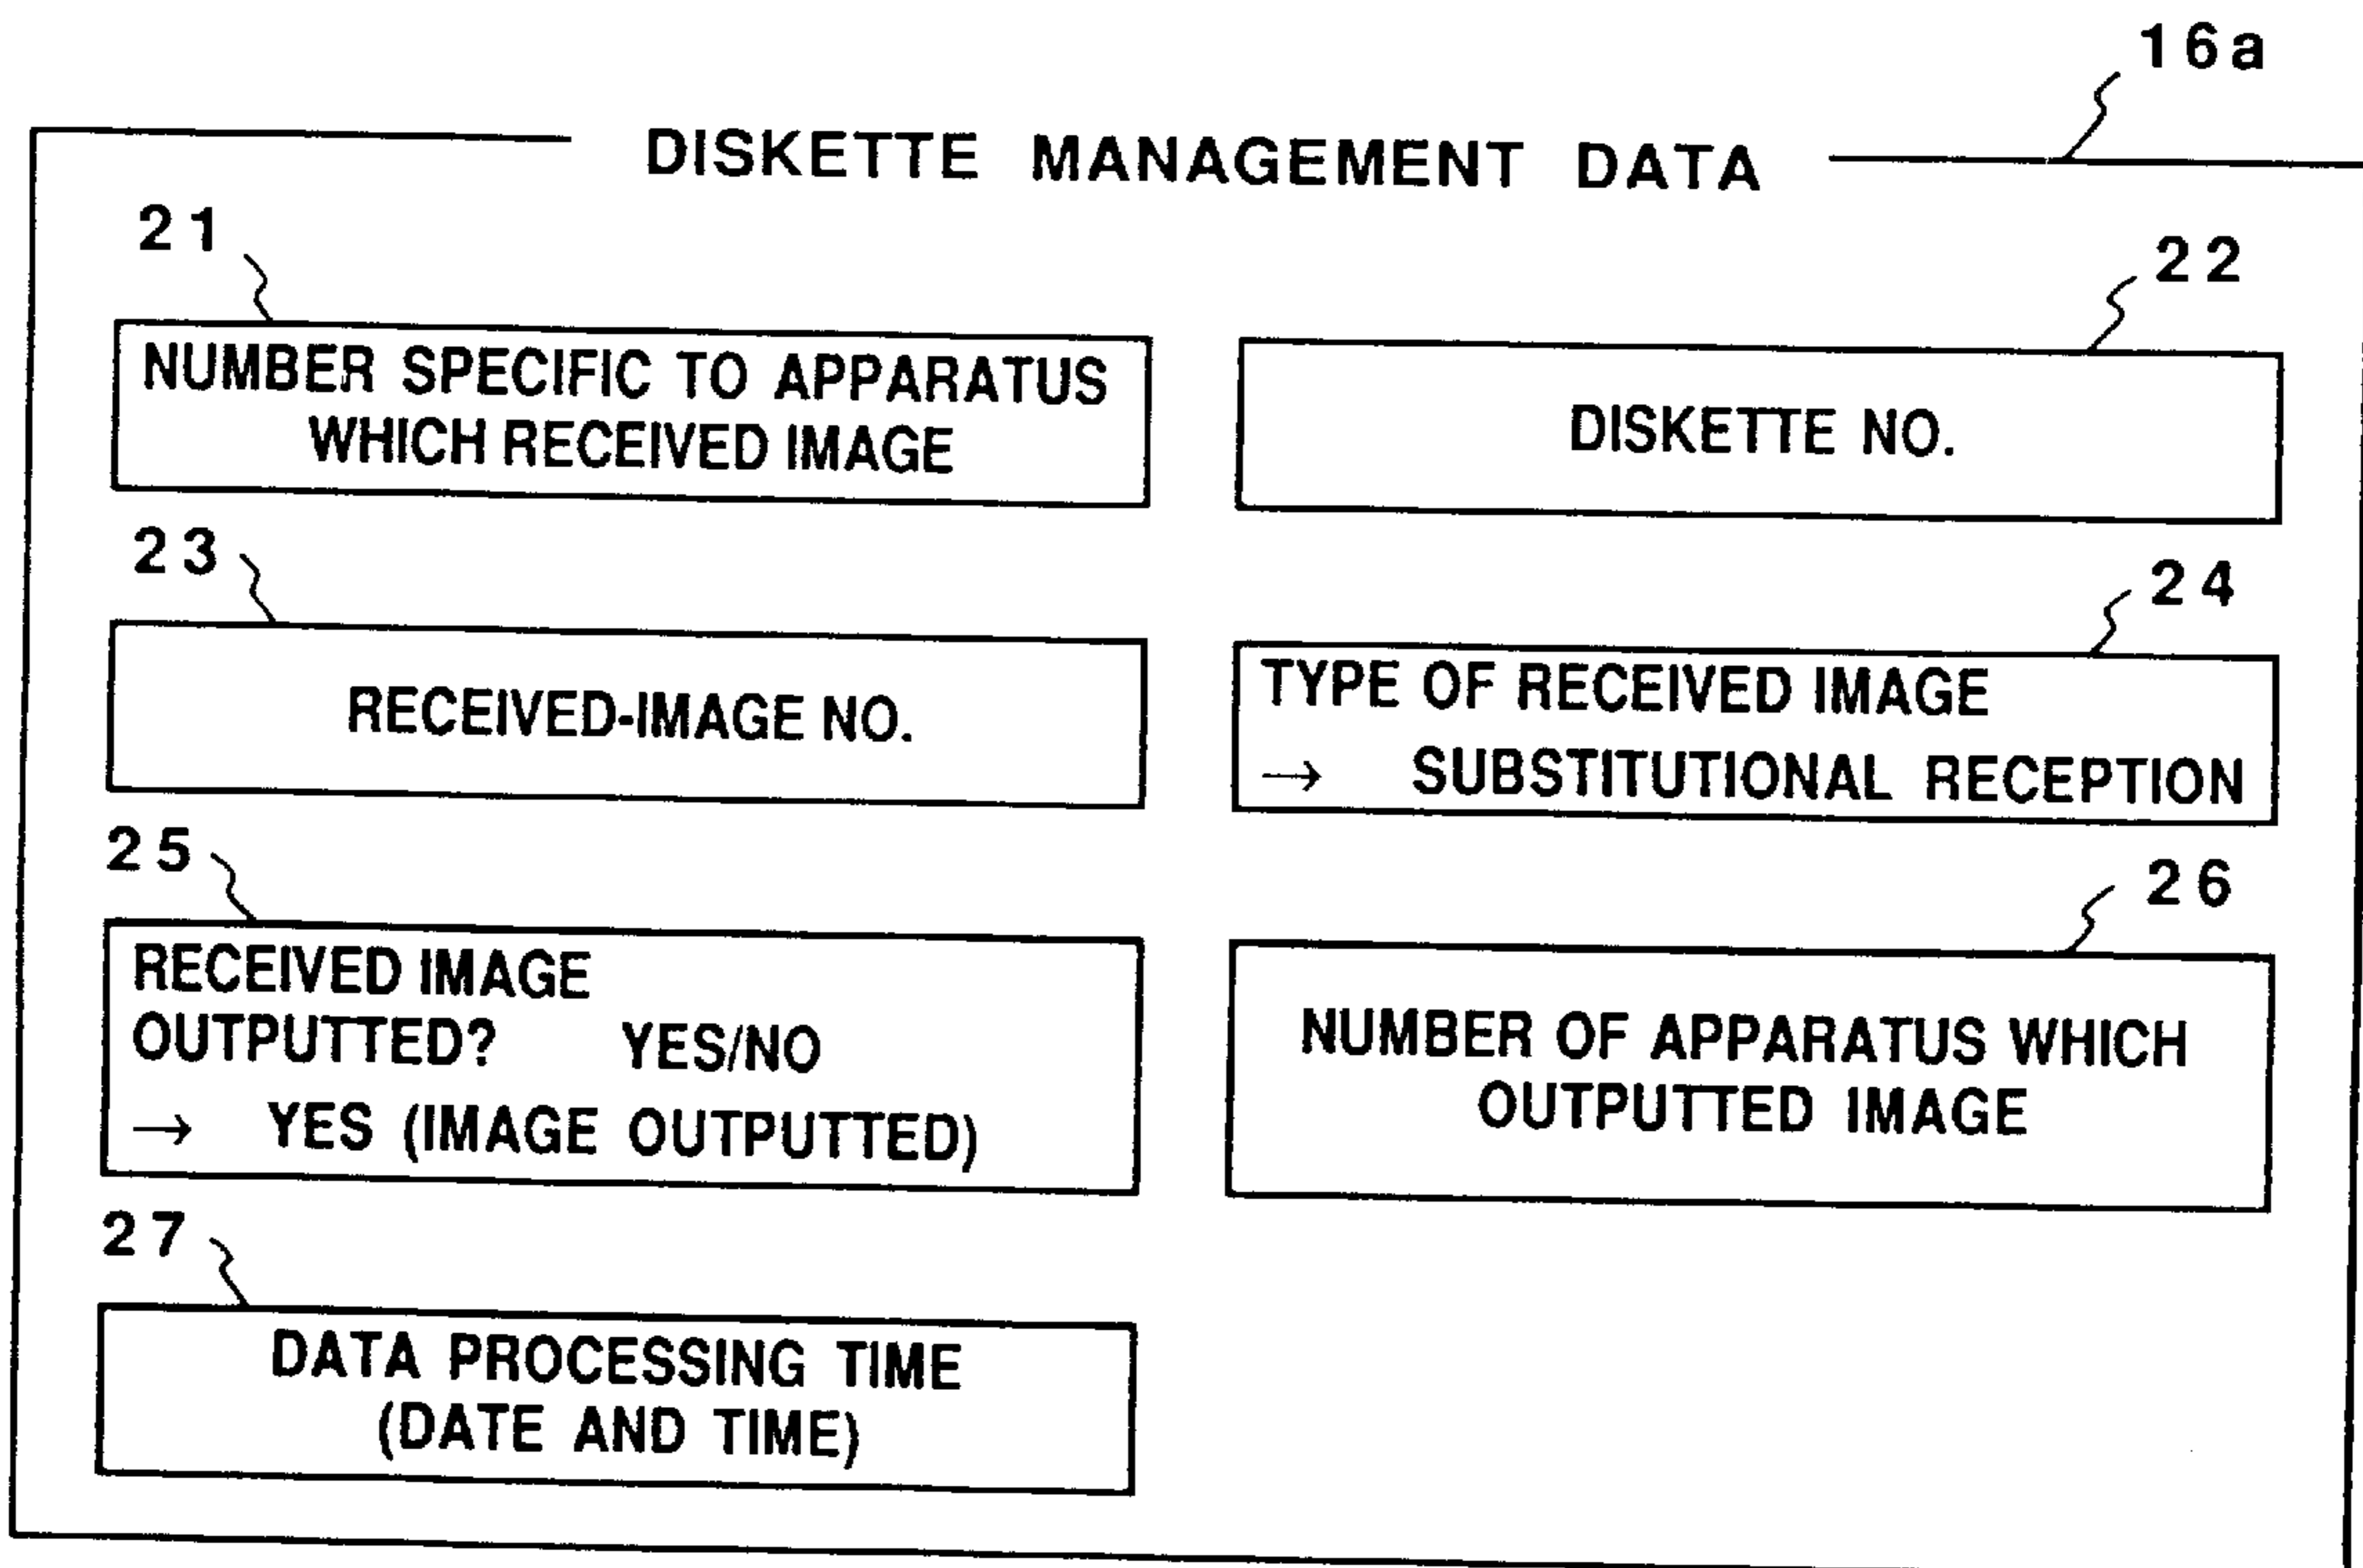 16a
DISKETTE MANAGEMENT DATA
21
NUMBER SPECIFIC TO APPARATUS
WHICH RECEIVED IMAGE
22
DISKETTE NO.
23
RECEIVED-IMAGE NO.
24
TYPE OF RECEIVED IMAGE
→ SUBSTITUTIONAL RECEPTION
25
RECEIVED IMAGE
OUTPUTTED? YES/NO
→ YES (IMAGE OUTPUTTED)
26
NUMBER OF APPARATUS WHICH
OUTPUTTED IMAGE
27
DATA PROCESSING TIME
(DATE AND TIME)